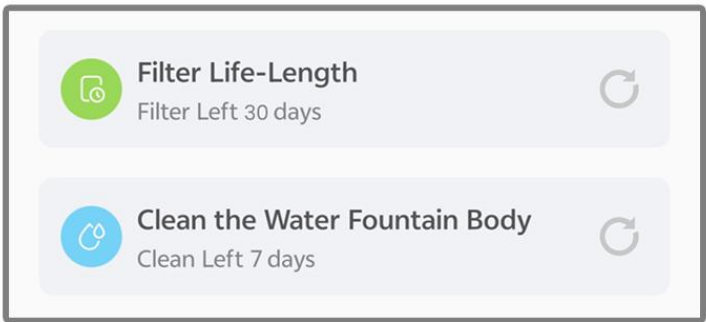 Filter Life-Length
Filter Left 30 days
Clean the Water Fountain Body
Clean Left 7 days